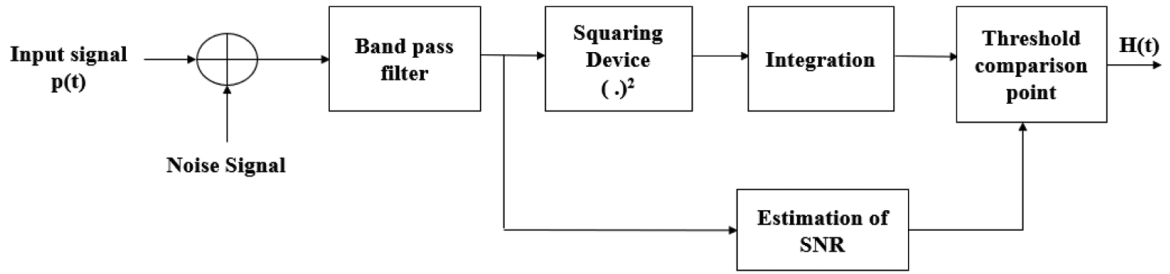 Input signal
p(t)
Noise Signal
Band pass
filter
Squaring
Device
( .)²
Integration
Threshold
comparison
point
H(t)
Estimation of
SNR